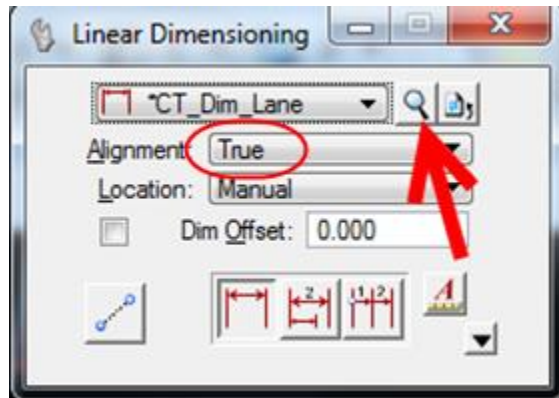 Linear Dimensioning
*CT_Dim_Lane
Alignment: True
Location: Manual
Dim Offset: 0.000
2 1 2
A